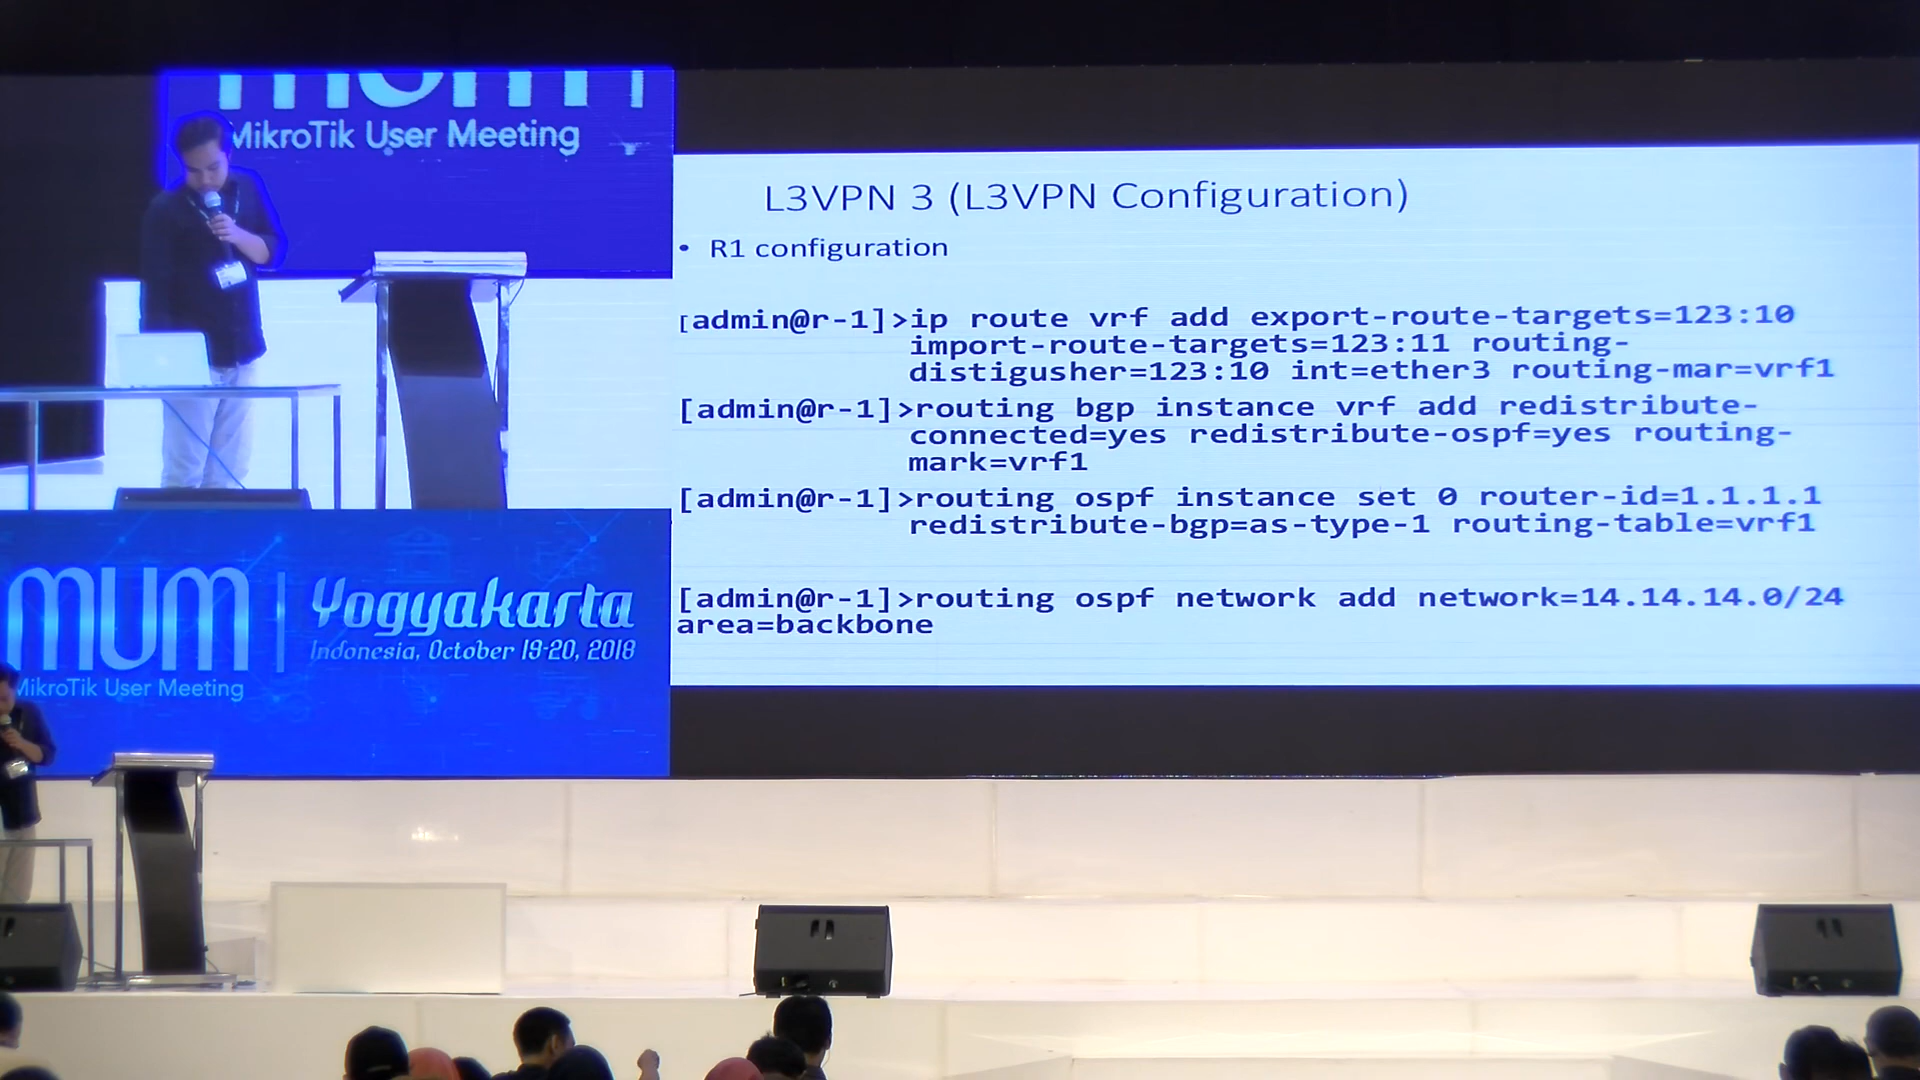 mum
MikroTik User Meeting
L3VPN 3 (L3VPN Configuration)
• R1 configuration
[admin@r-1]>ip route vrf add export-route-targets=123:10
import-route-targets=123:11 routing-
distigusher=123:10 int=ether3 routing-mar=vrf1
[admin@r-1]>routing bgp instance vrf add redistribute-
connected=yes redistribute-ospf=yes routing-
mark=vrf1
[admin@r-1]>routing ospf instance set 0 router-id=1.1.1.1
redistribute-bgp=as-type-1 routing-table=vrf1
[admin@r-1]>routing ospf network add network=14.14.14.0/24
area=backbone
mum | Yogyakarta
Indonesia, October 19-20, 2018
MikroTik User Meeting